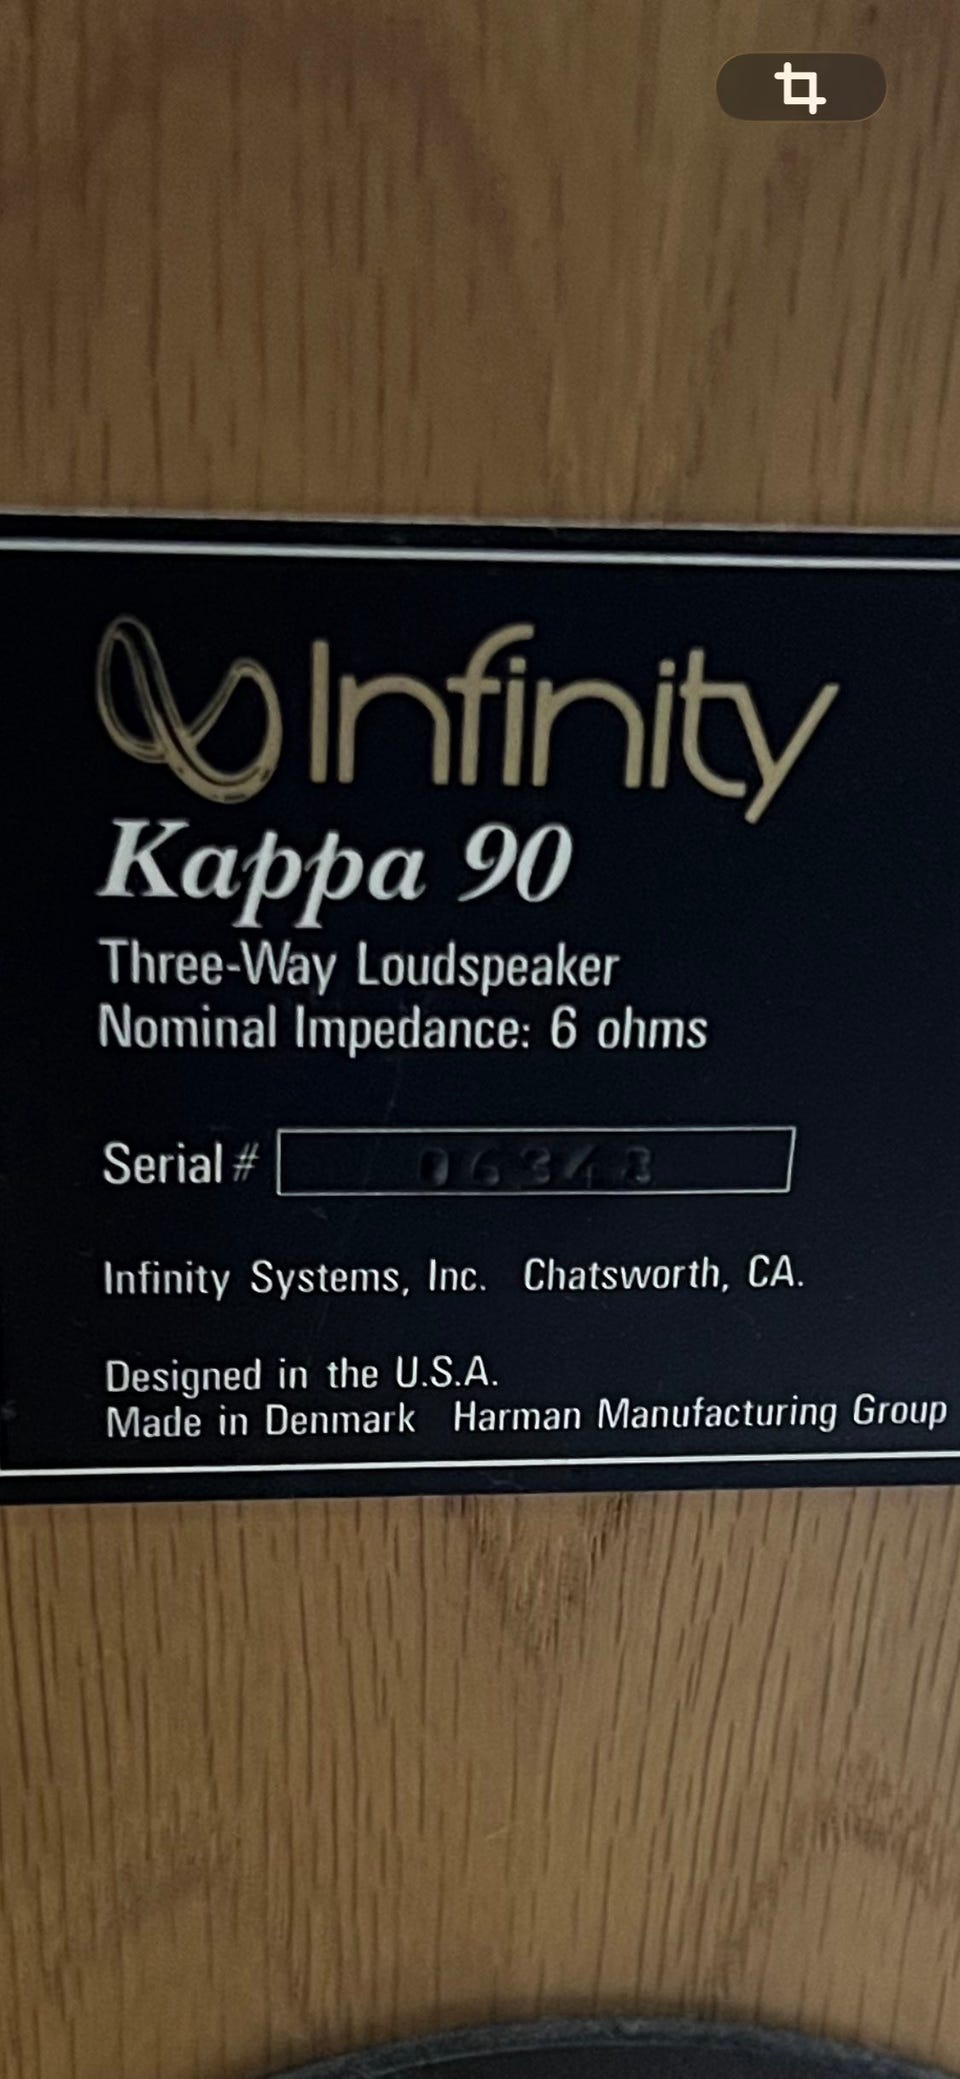 Infinity
Kappa 90
Three-Way Loudspeaker
Nominal Impedance: 6 ohms
Serial # 06348
Infinity Systems, Inc. Chatsworth, CA.
Designed in the U.S.A.
Made in Denmark Harman Manufacturing Group